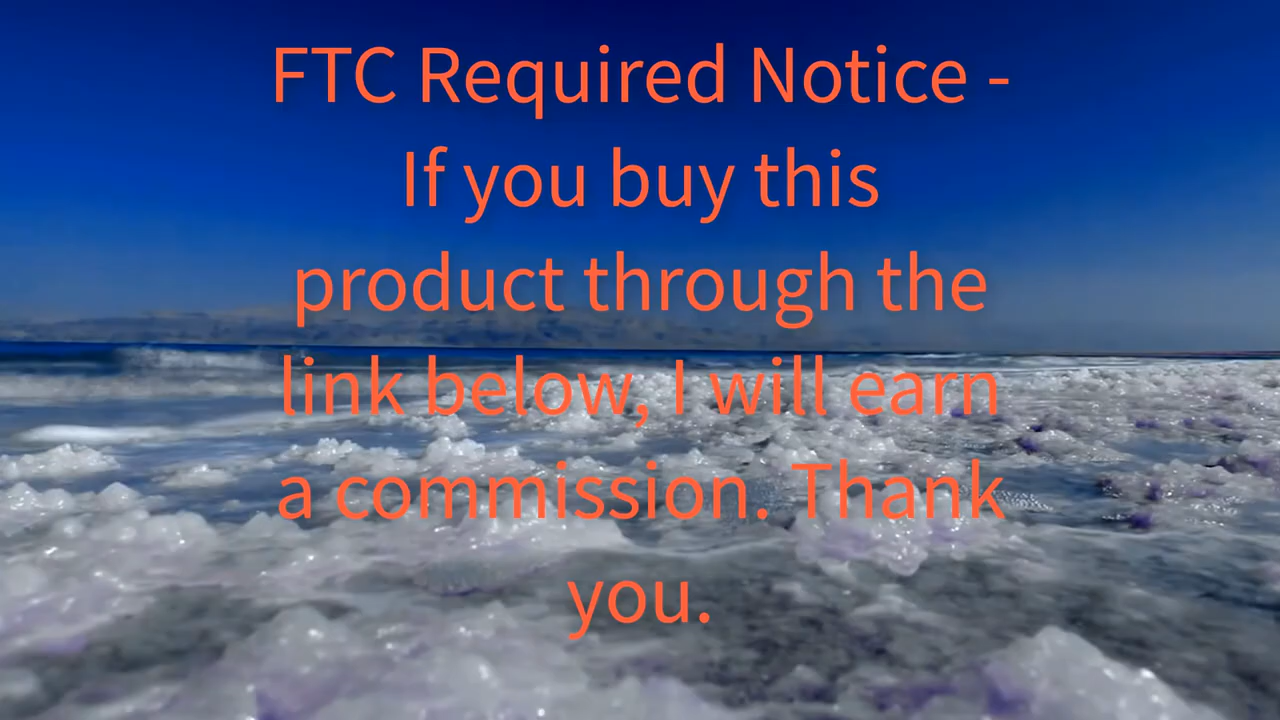 FTC Required Notice -
If you buy this
product through the
link below, I will earn
a commission. Thank
you.